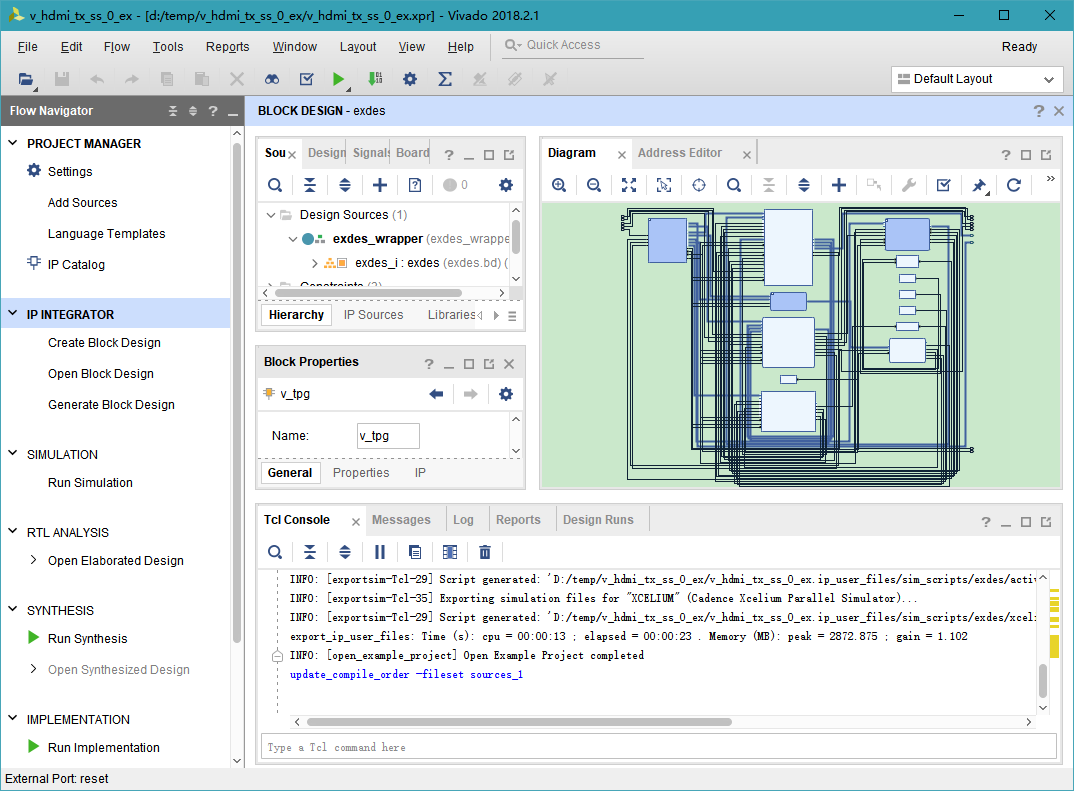 v_hdmi_tx_ss_0_ex - [d:/temp/v_hdmi_tx_ss_0_ex/v_hdmi_tx_ss_0_ex.xpr] - Vivado 2018.2.1
File Edit Flow Tools Reports Window Layout View Help Quick Access Ready
Default Layout
Flow Navigator
PROJECT MANAGER
Settings
Add Sources
Language Templates
IP Catalog
IP INTEGRATOR
Create Block Design
Open Block Design
Generate Block Design
SIMULATION
Run Simulation
RTL ANALYSIS
Open Elaborated Design
SYNTHESIS
Run Synthesis
Open Synthesized Design
IMPLEMENTATION
Run Implementation
BLOCK DESIGN - exdes
Sou Design Signals Board
0
Design Sources (1)
exdes_wrapper (exdes_wrappe
exdes_i : exdes (exdes.bd) (
Constraints (2)
Hierarchy IP Sources Libraries
Block Properties
v_tpg
Name: v_tpg
General Properties IP
Diagram Address Editor
Tcl Console Messages Log Reports Design Runs
INFO: [exportsim-Tcl-29] Script generated: 'D:/temp/v_hdmi_tx_ss_0_ex/v_hdmi_tx_ss_0_ex.ip_user_files/sim_scripts/exdes/activ
INFO: [exportsim-Tcl-35] Exporting simulation files for "XCELIUM" (Cadence Xcelium Parallel Simulator)...
INFO: [exportsim-Tcl-29] Script generated: 'D:/temp/v_hdmi_tx_ss_0_ex/v_hdmi_tx_ss_0_ex.ip_user_files/sim_scripts/exdes/xcel
export_ip_user_files: Time (s): cpu = 00:00:13 ; elapsed = 00:00:23 . Memory (MB): peak = 2872.875 ; gain = 1.102
INFO: [open_example_project] Open Example Project completed
update_compile_order -fileset sources_1
Type a Tcl command here
External Port: reset